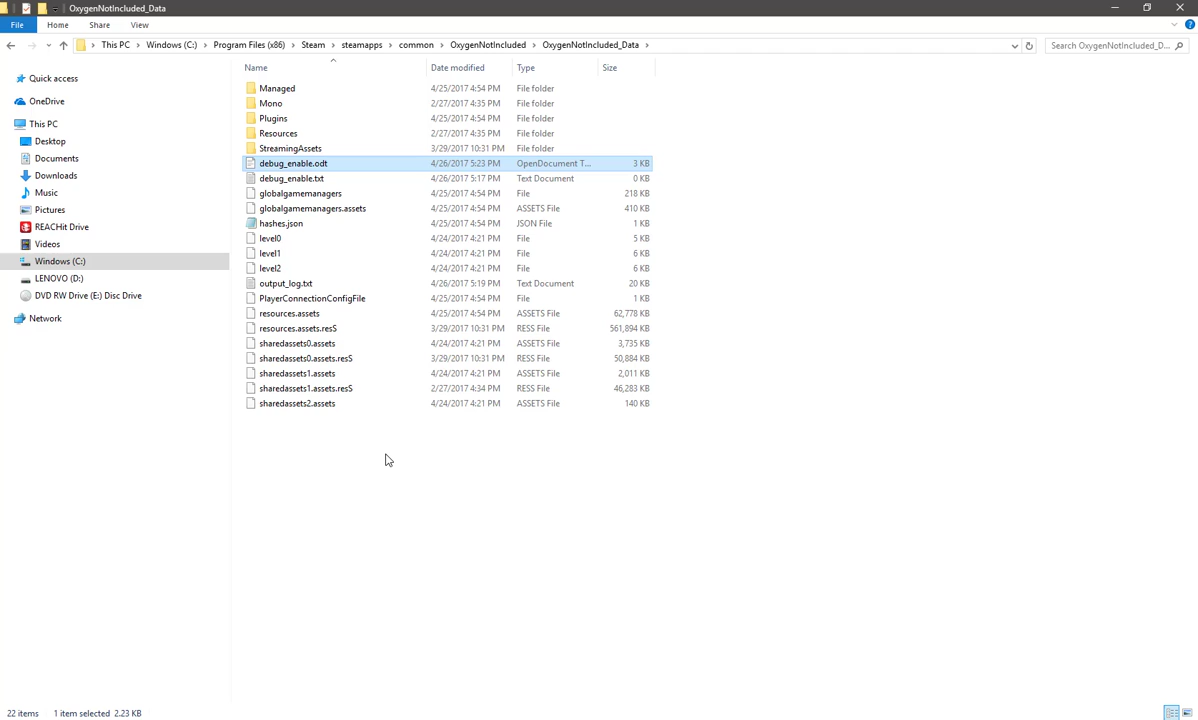 OxygenNotIncluded_Data
File Home Share View
This PC Windows (C:) Program Files (x86) Steam steamapps common OxygenNotIncluded OxygenNotIncluded_Data Search OxygenNotIncluded_D...
Name Date modified Type Size
Quick access
OneDrive
This PC
Desktop
Documents
Downloads
Music
Pictures
REACHit Drive
Videos
Windows (C:)
LENOVO (D:)
DVD RW Drive (E:) Disc Drive
Network
Managed 4/25/2017 4:54 PM File folder
Mono 2/27/2017 4:35 PM File folder
Plugins 4/25/2017 4:54 PM File folder
Resources 2/27/2017 4:35 PM File folder
StreamingAssets 3/29/2017 10:31 PM File folder
debug_enable.odt 4/26/2017 5:23 PM OpenDocument T... 3 KB
debug_enable.txt 4/26/2017 5:17 PM Text Document 0 KB
globalgamemanagers 4/25/2017 4:54 PM File 218 KB
globalgamemanagers.assets 4/25/2017 4:54 PM ASSETS File 410 KB
hashes.json 4/25/2017 4:54 PM JSON File 1 KB
level0 4/24/2017 4:21 PM File 5 KB
level1 4/24/2017 4:21 PM File 6 KB
level2 4/24/2017 4:21 PM File 6 KB
output_log.txt 4/26/2017 5:19 PM Text Document 20 KB
PlayerConnectionConfigFile 4/25/2017 4:54 PM File 1 KB
resources.assets 4/25/2017 4:54 PM ASSETS File 62,778 KB
resources.assets.resS 3/29/2017 10:31 PM RESS File 561,894 KB
sharedassets0.assets 4/24/2017 4:21 PM ASSETS File 3,735 KB
sharedassets0.assets.resS 3/29/2017 10:31 PM RESS File 50,884 KB
sharedassets1.assets 4/24/2017 4:21 PM ASSETS File 2,011 KB
sharedassets1.assets.resS 2/27/2017 4:34 PM RESS File 46,283 KB
sharedassets2.assets 4/24/2017 4:21 PM ASSETS File 140 KB
22 items 1 item selected 2.23 KB